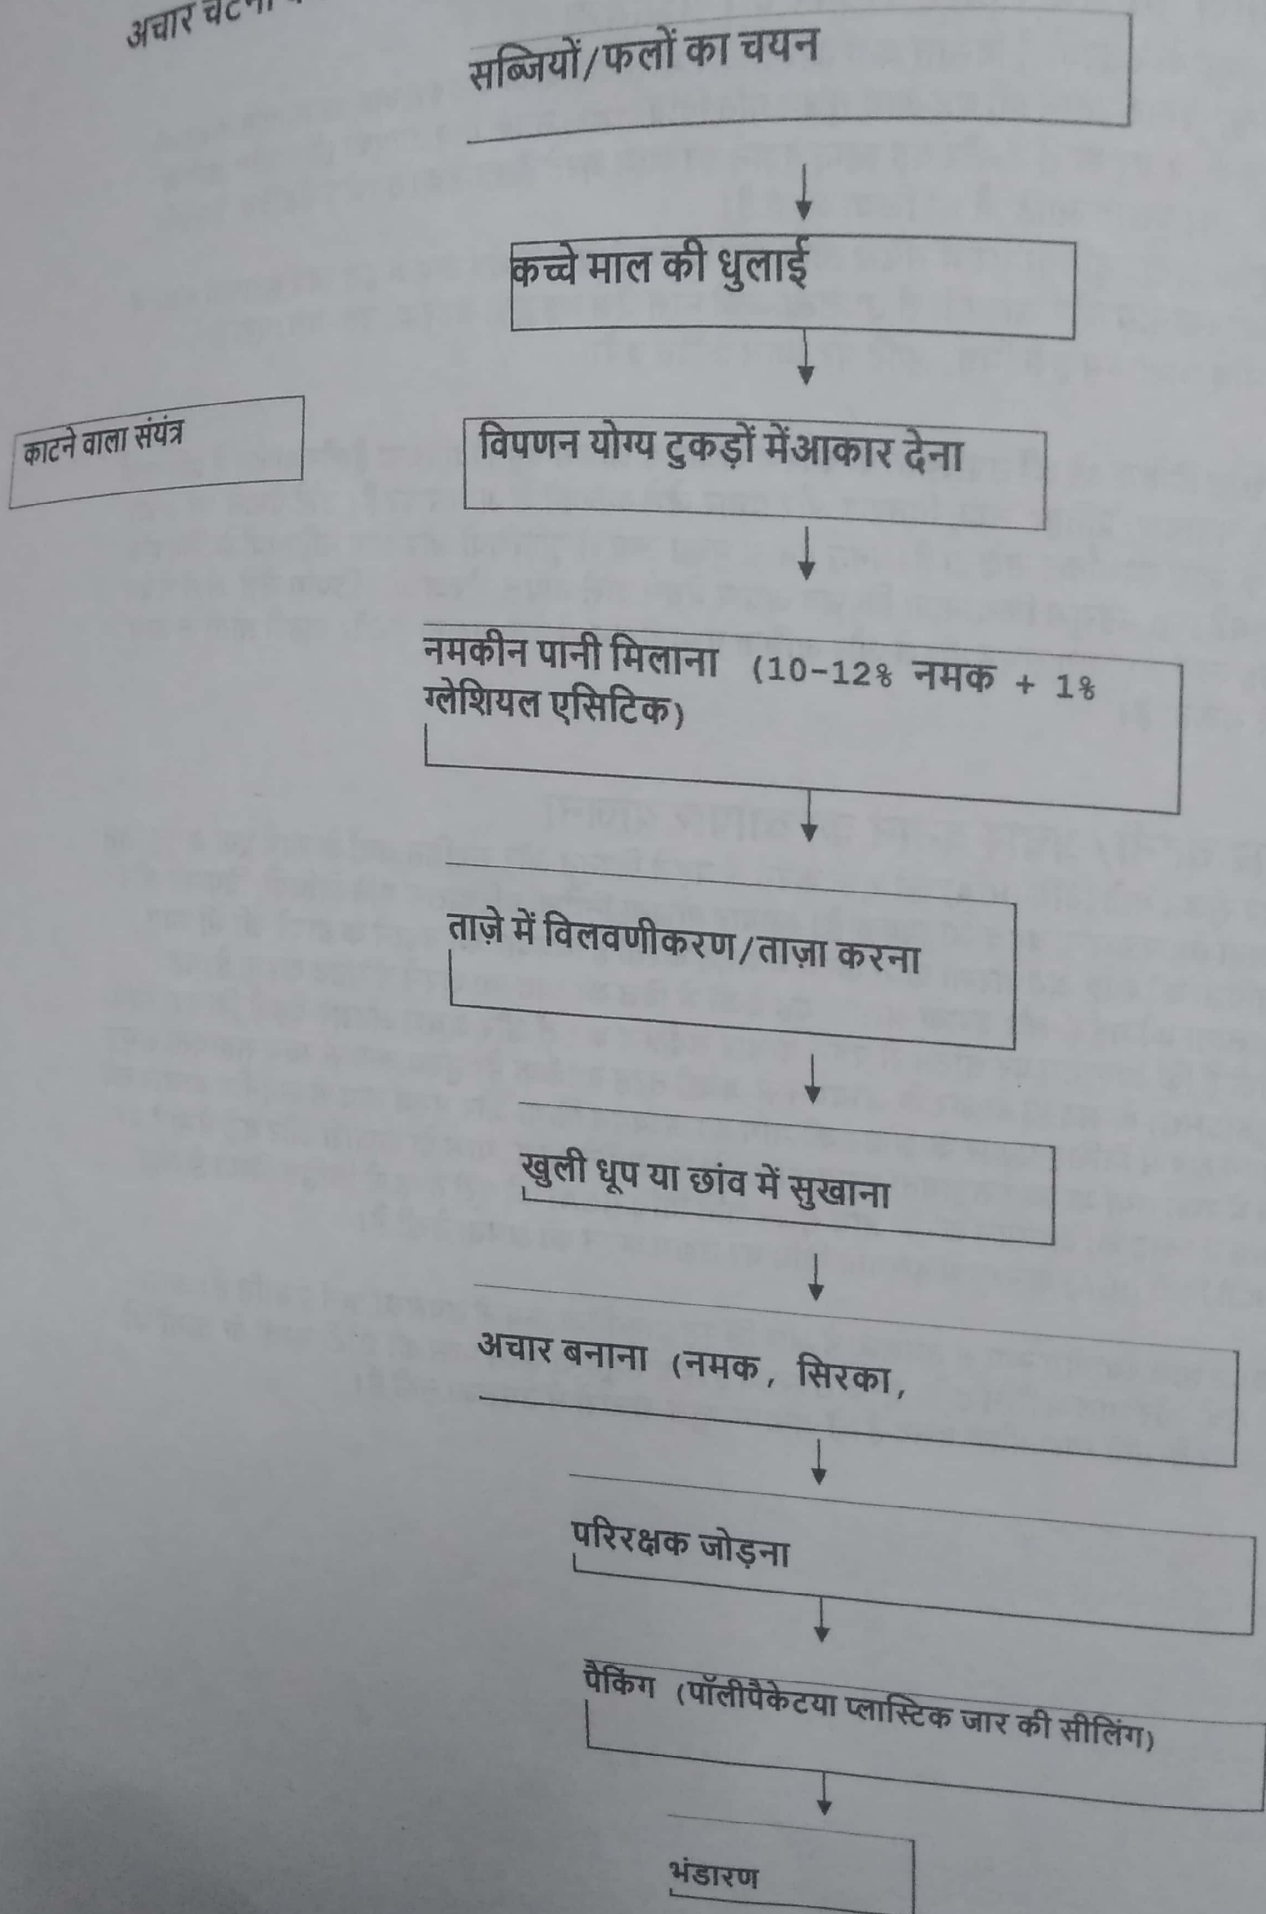 अचार चटनी
सब्जियों/फलों का चयन
कच्चे माल की धुलाई
काटने वाला संयंत्र
विपणन योग्य टुकड़ों मेंआकार देना
नमकीन पानी मिलाना (10-12% नमक + 1%
ग्लेशियल एसिटिक)
ताज़े में विलवणीकरण/ताज़ा करना
खुली धूप या छांव में सुखाना
अचार बनाना (नमक, सिरका,
परिरक्षक जोड़ना
पैकिंग (पॉलीपैकेटया प्लास्टिक जार की सीलिंग)
भंडारण